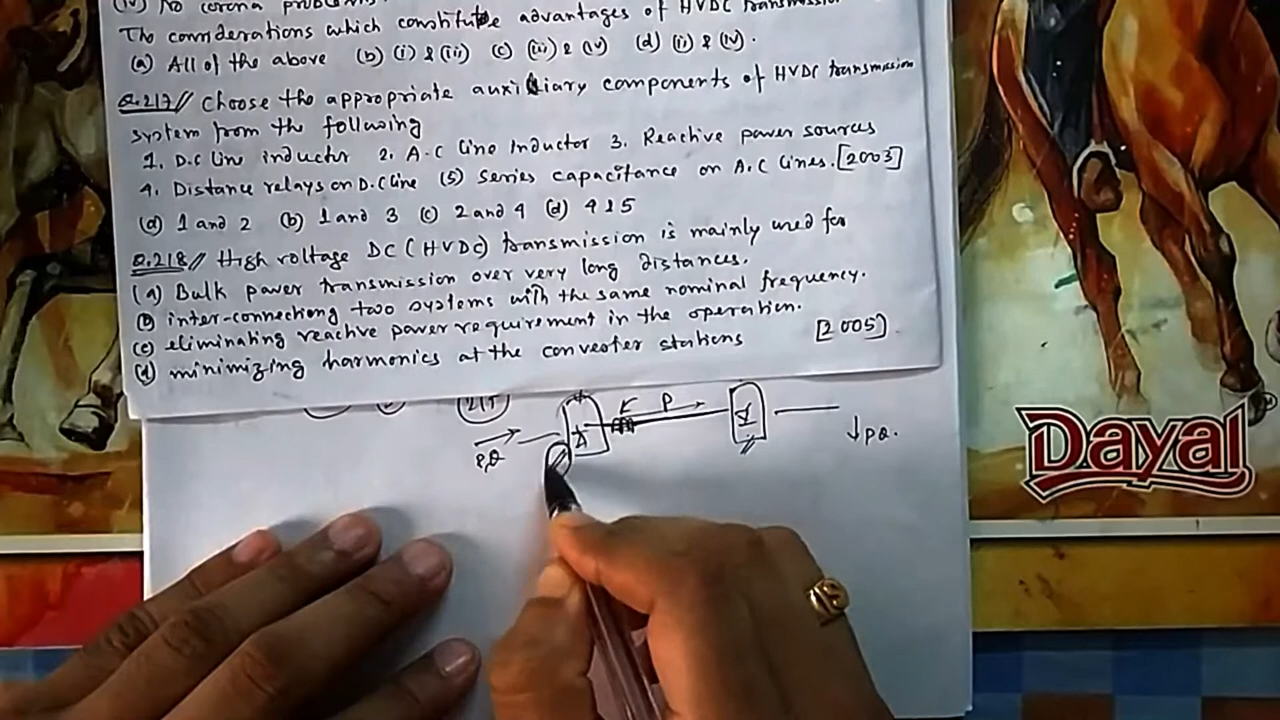 (iv) No corona problems.
The considerations which constitute advantages of HVDC transmission
(a) All of the above (b) (i) & (iii) (c) (iii) & (iv) (d) (ii) & (iv).
Q.217// Choose the appropriate auxiliary components of HVDC transmission
system from the following
1. D.C line inductor 2. A.C line Inductor 3. Reactive power sources
4. Distance relays on D.C line (5) Series capacitance on A.C lines. [2003]
(a) 1 and 2 (b) 1 and 3 (c) 2 and 4 (d) 4 & 5
Q.218// High voltage DC (HVDC) transmission is mainly used for
(a) Bulk power transmission over very long distances.
(b) inter-connecting two systems with the same nominal frequency.
(c) eliminating reactive power requirement in the operation.
(d) minimizing harmonics at the converter stations [2005].
P
P,Q
↓PQ.
Dayal